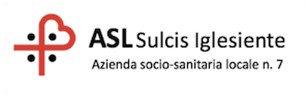 ASL Sulcis Iglesiente
Azienda socio-sanitaria locale n. 7